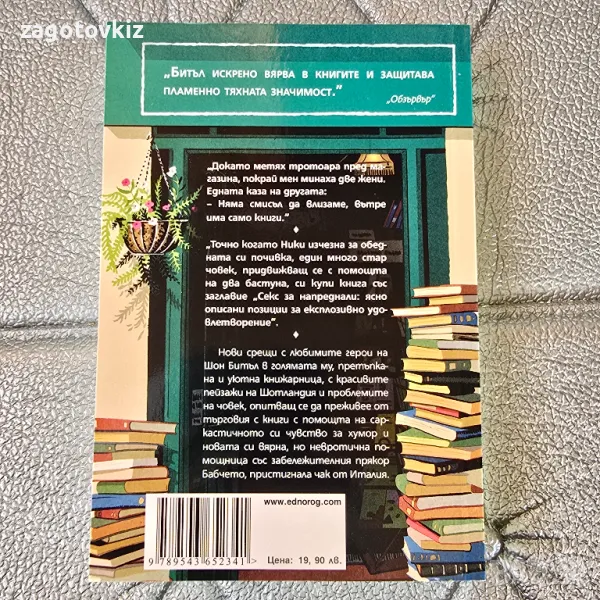 zagotovkiz
„Битъл искрено вярва в книгите и защитава
пламенно тяхната значимост.”
„Обзървър“
„Докато метях тротоара пред ма-
газина, покрай мен минаха две жени.
Едната каза на другата:
– Няма смисъл да влизаме, вътре
има само книги.”
„Точно когато Ники изчезна за обед-
ната си почивка, един много стар
човек, придвижващ се с помощта
на два бастуна, си купи книга със
заглавие „Секс за напреднали: ясно
описани позиции за експлозивно удо-
влетворение”.
Нови срещи с любимите герои на
Шон Битъл в голямата му, претъпка-
на и уютна книжарница, с красивите
пейзажи на Шотландия и проблемите
на човек, опитващ се да преживее от
търговия с книги с помощта на сар-
кастичното си чувство за хумор и
новата си вярна, но невротична по-
мощница със забележителния прякор
Бабчето, пристигнала чак от Италия.
www.ednorog.com
9 789543 652341 >
Цена: 19, 90 лв.